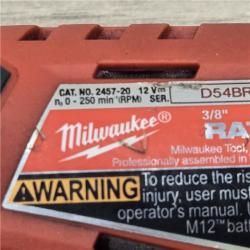 CAT. NO. 2457-20 12 V⎓
n₀ 0 - 250 min⁻¹(RPM) SER. D54BR
3/8"
Milwaukee®
RA
Milwaukee Tool,
Professionally assembled in
⚠WARNING To reduce the ris
injury, user must
operator's manual.
M12™ bat